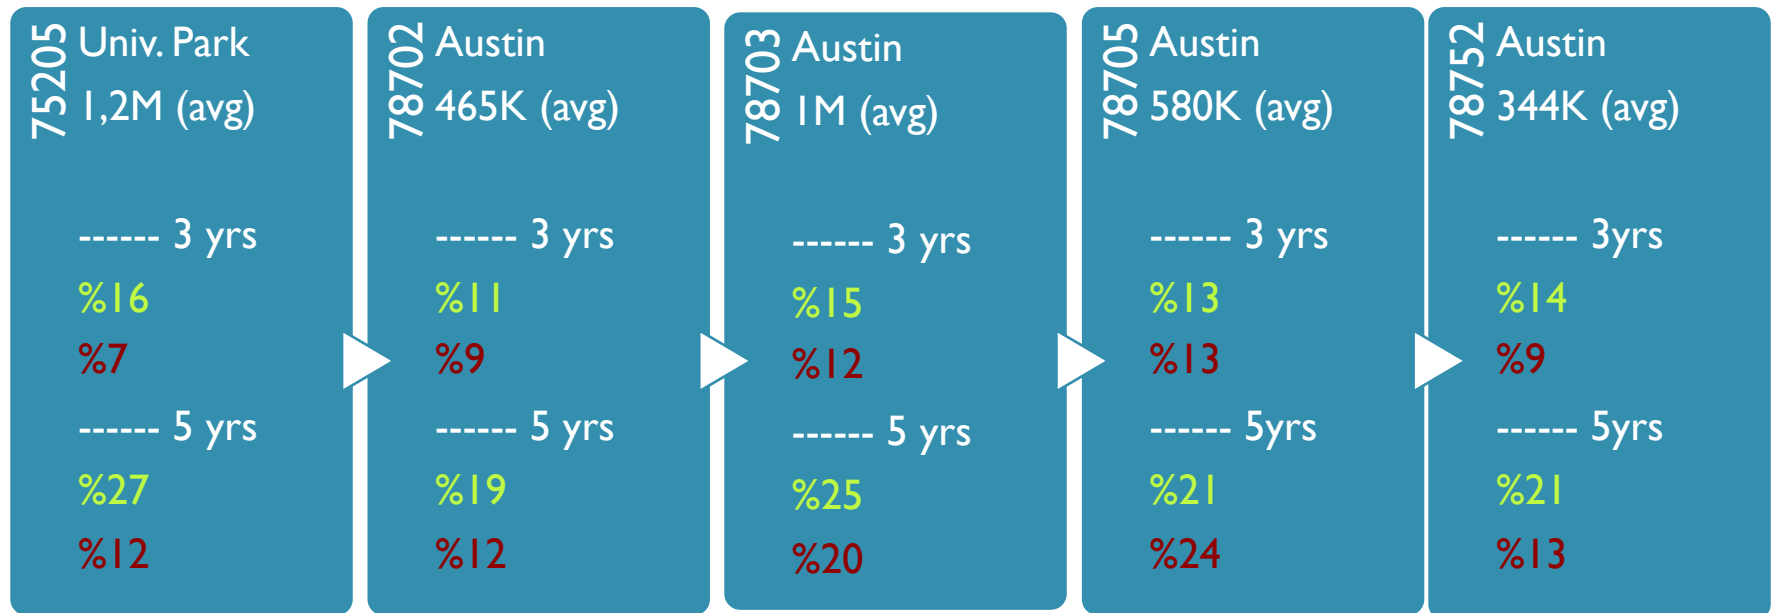 75205
Univ. Park
1,2M (avg)
------ 3 yrs
%16
%7
------ 5 yrs
%27
%12
78702
Austin
465K (avg)
------ 3 yrs
%11
%9
------ 5 yrs
%19
%12
78703
Austin
1M (avg)
------ 3 yrs
%15
%12
------ 5 yrs
%25
%20
78705
Austin
580K (avg)
------ 3 yrs
%13
%13
------ 5yrs
%21
%24
78752
Austin
344K (avg)
------ 3yrs
%14
%9
------ 5yrs
%21
%13